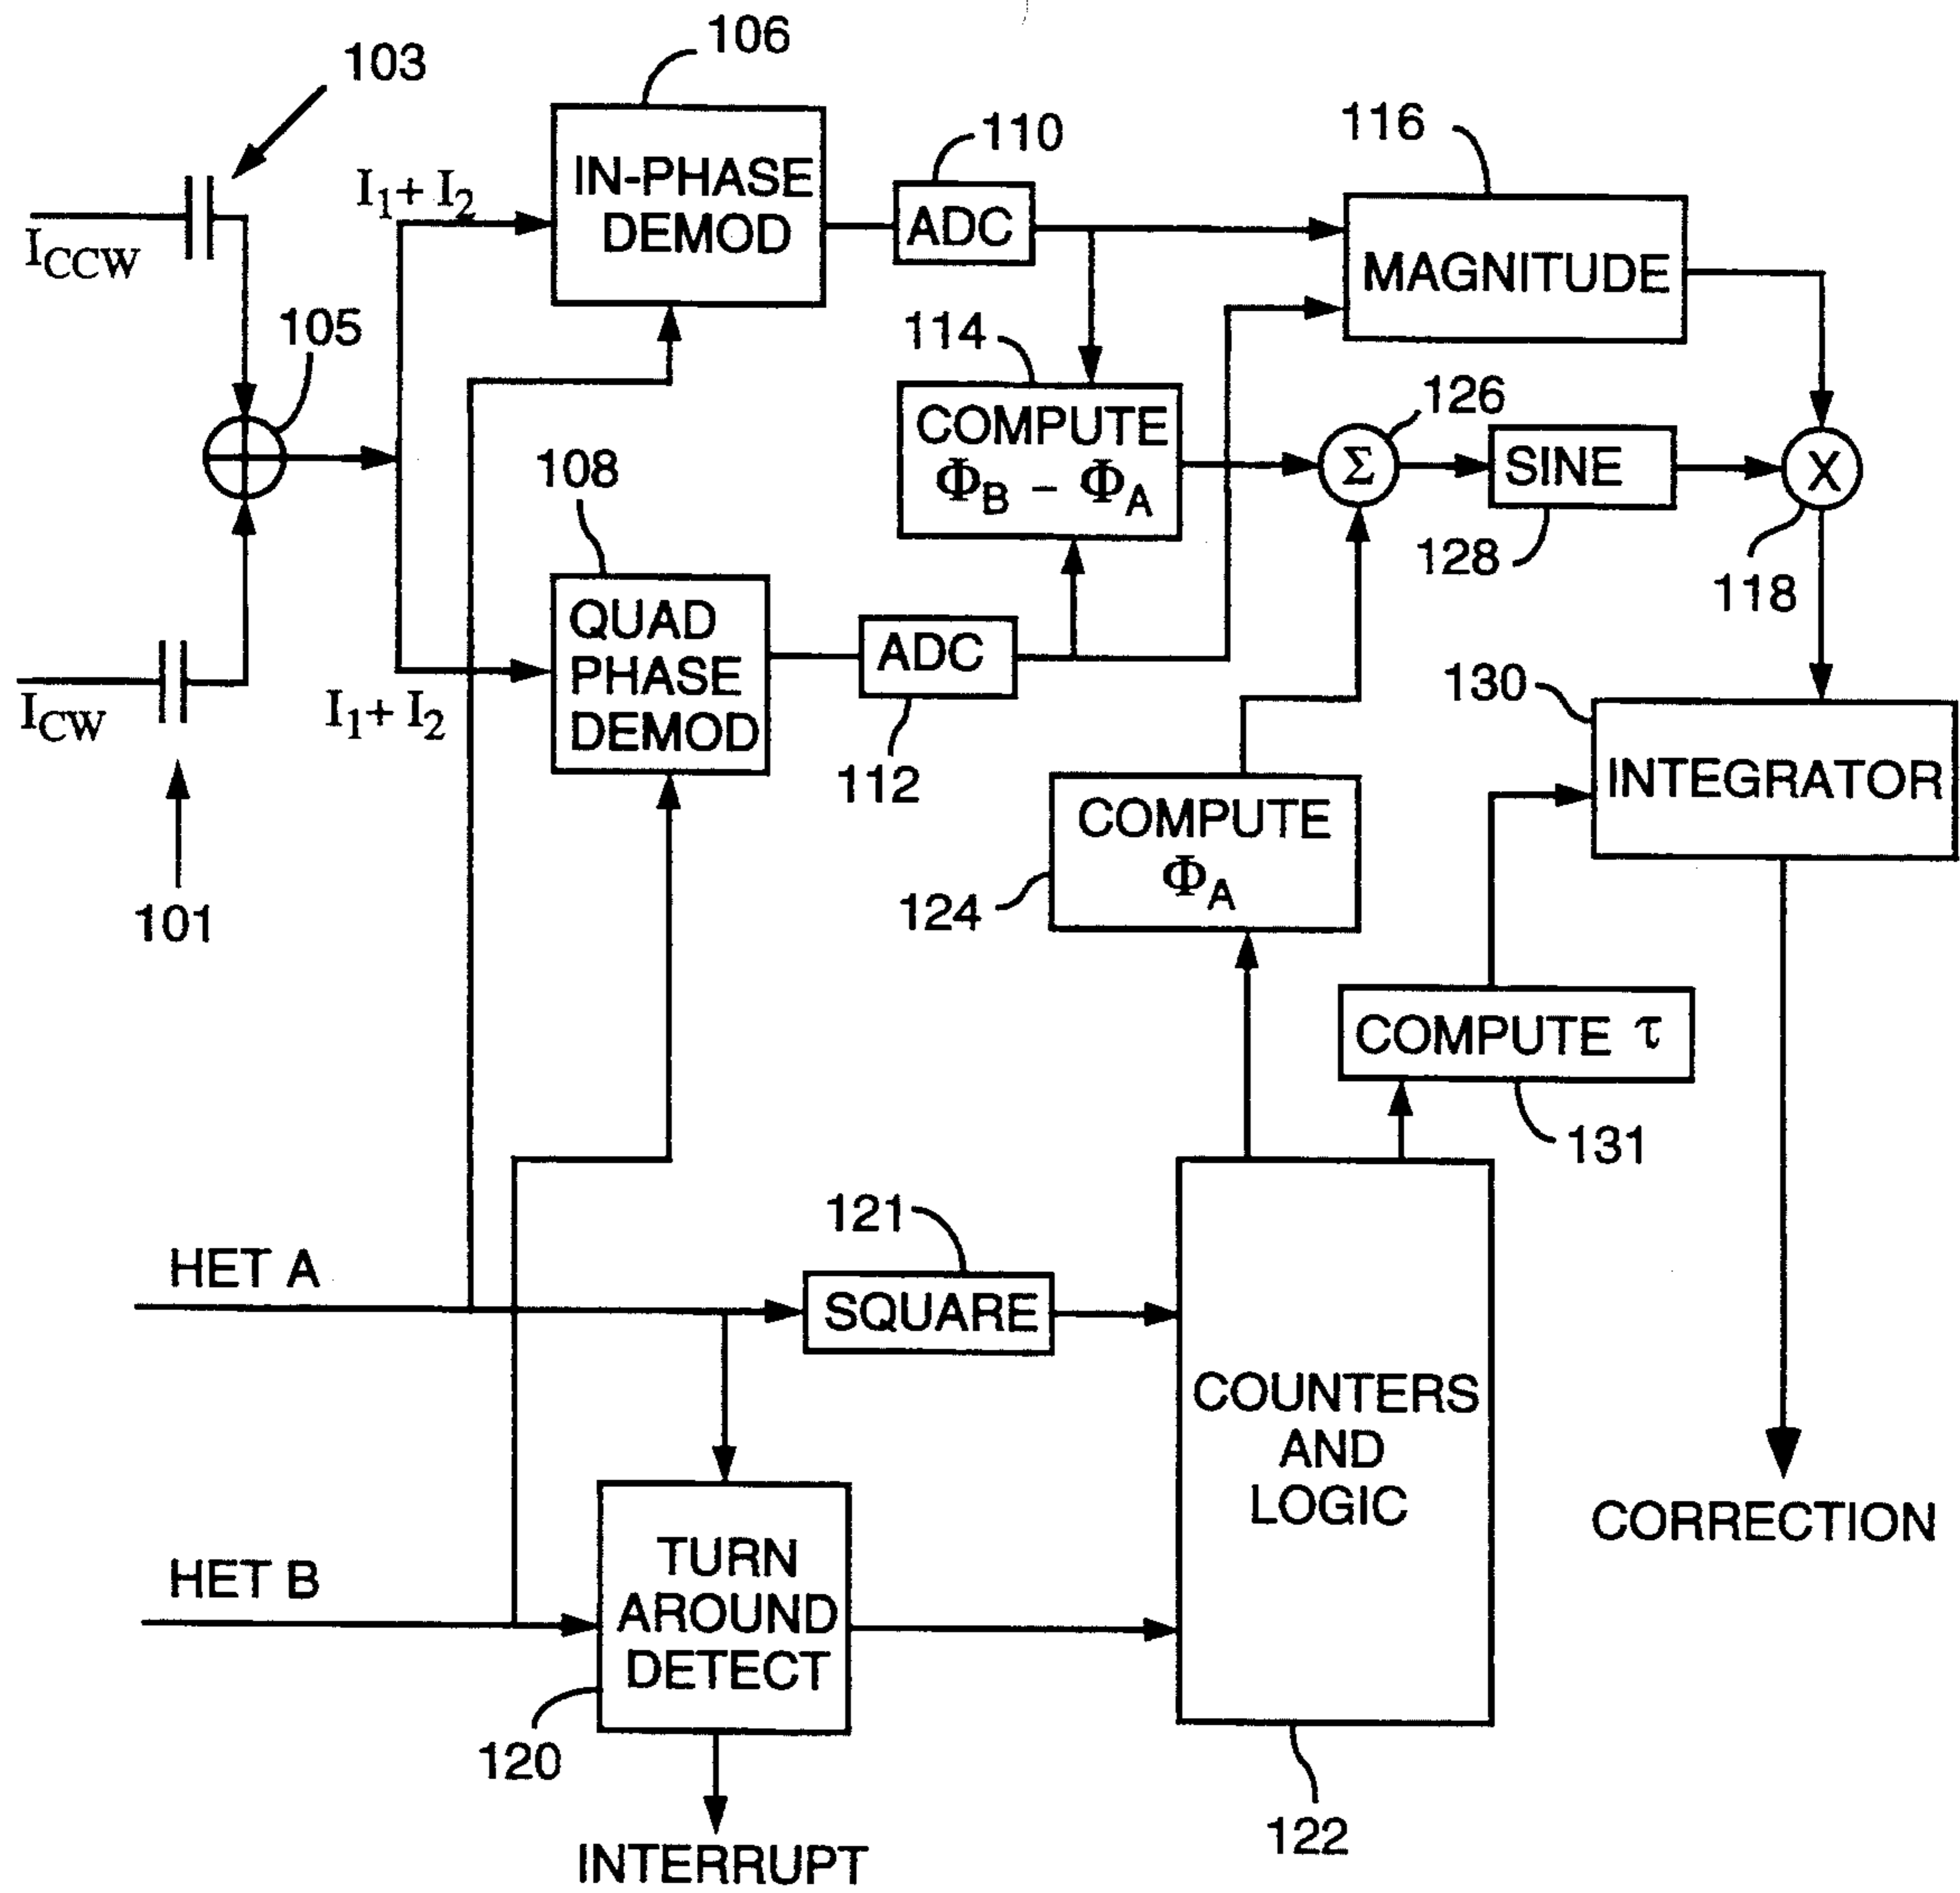 106
103
110
116
IN-PHASE
DEMOD
I1+ I2
ADC
MAGNITUDE
ICCW
105
114
COMPUTE
ΦB - ΦA
126
Σ
SINE
X
128
118
108
QUAD
PHASE
DEMOD
ADC
112
ICW
I1+ I2
101
130
INTEGRATOR
COMPUTE
ΦA
124
COMPUTE τ
131
121
HET A
SQUARE
COUNTERS
AND
LOGIC
CORRECTION
HET B
TURN
AROUND
DETECT
120
122
INTERRUPT